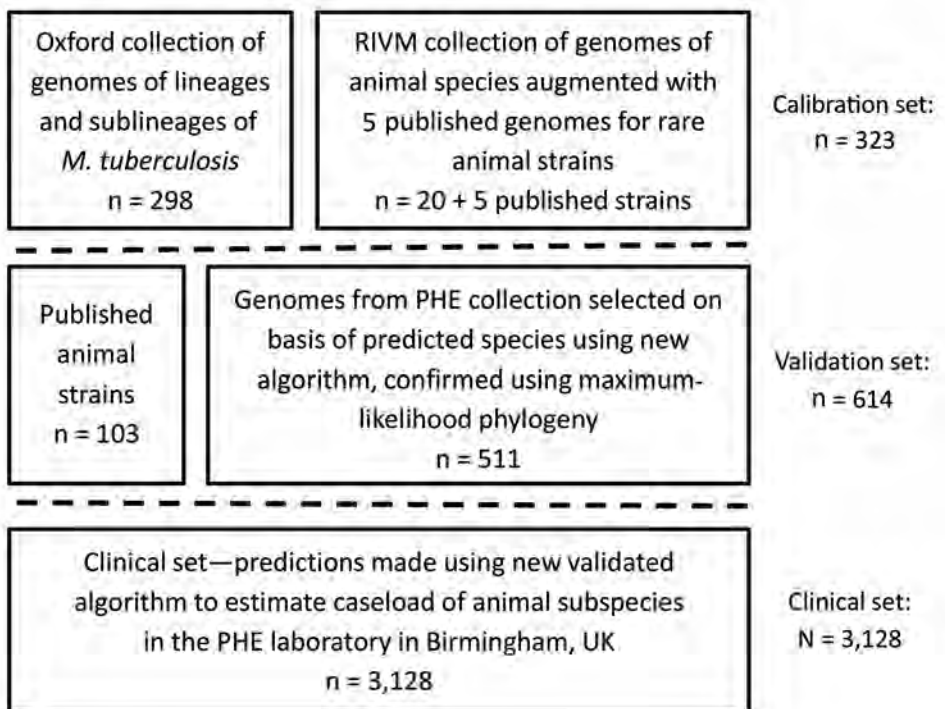 Oxford collection of
genomes of lineages
and sublineages of
M. tuberculosis
n = 298
RIVM collection of genomes of
animal species augmented with
5 published genomes for rare
animal strains
n = 20 + 5 published strains
Calibration set:
n = 323
Published
animal
strains
n = 103
Genomes from PHE collection selected on
basis of predicted species using new
algorithm, confirmed using maximum-
likelihood phylogeny
n = 511
Validation set:
n = 614
Clinical set—predictions made using new validated
algorithm to estimate caseload of animal subspecies
in the PHE laboratory in Birmingham, UK
n = 3,128
Clinical set:
N = 3,128